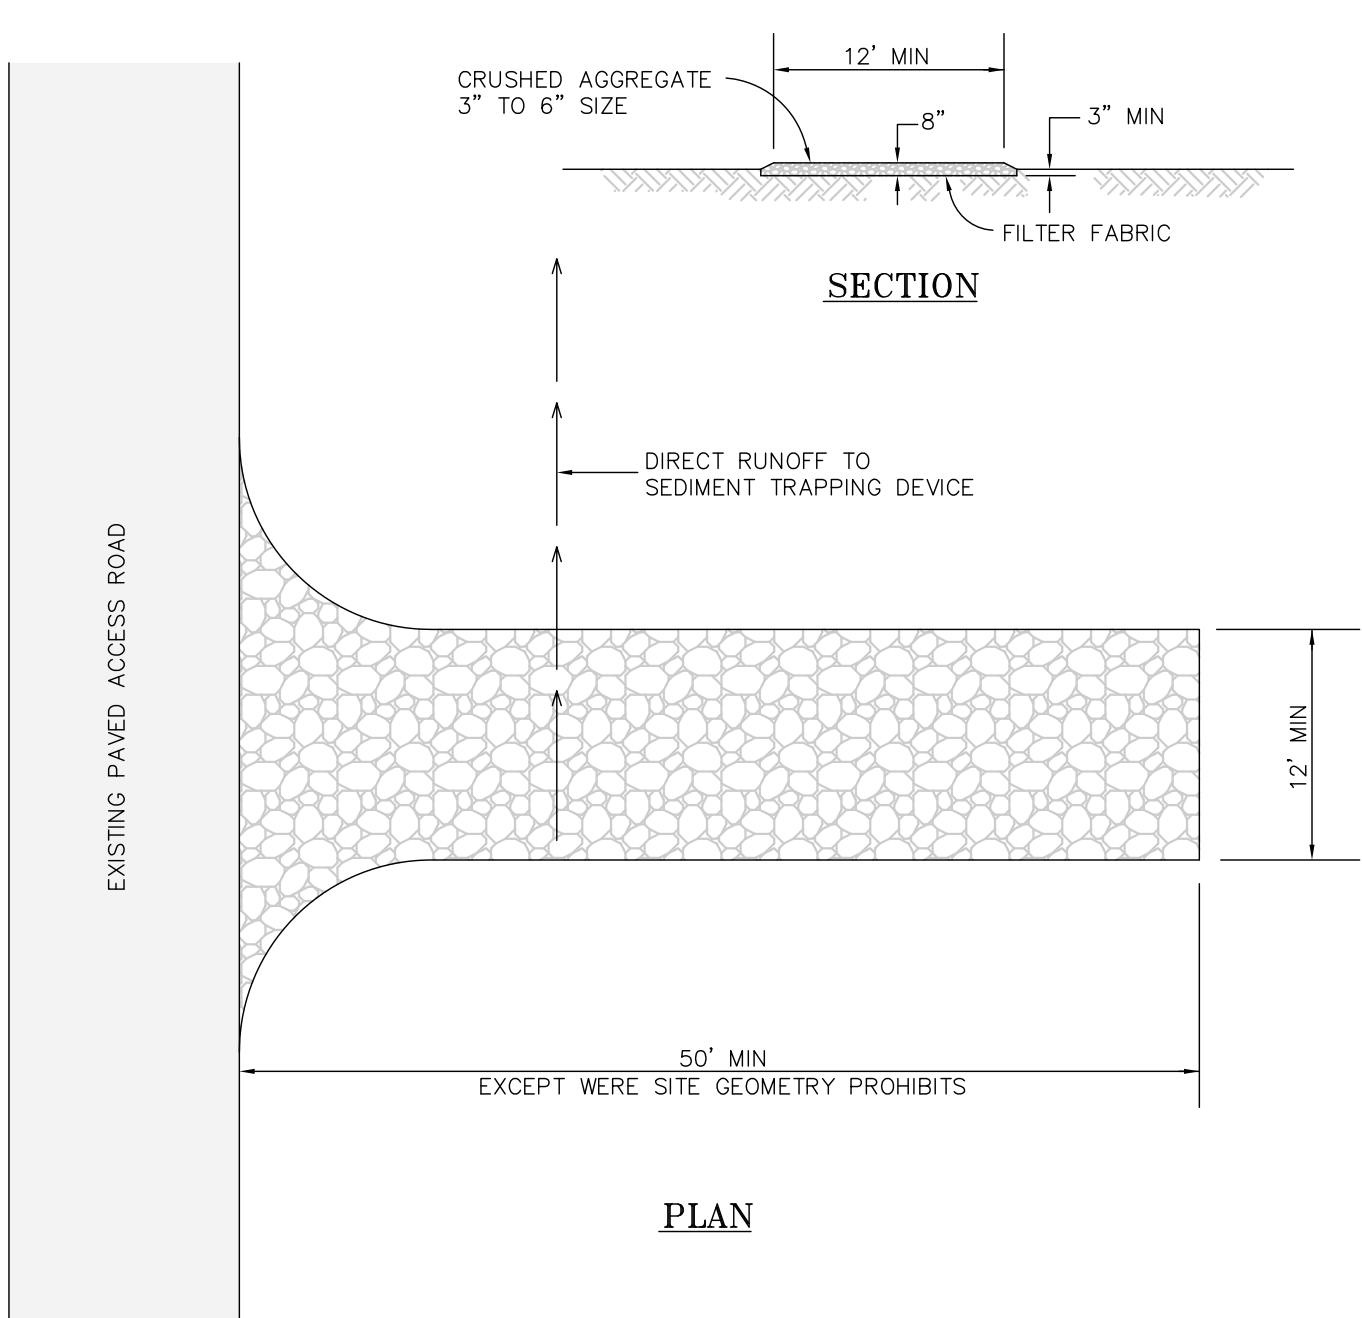 12’ MIN
CRUSHED AGGREGATE
3” TO 6” SIZE
8”
3” MIN
FILTER FABRIC
SECTION
DIRECT RUNOFF TO
SEDIMENT TRAPPING DEVICE
EXISTING PAVED ACCESS ROAD
12’ MIN
50’ MIN
EXCEPT WERE SITE GEOMETRY PROHIBITS
PLAN